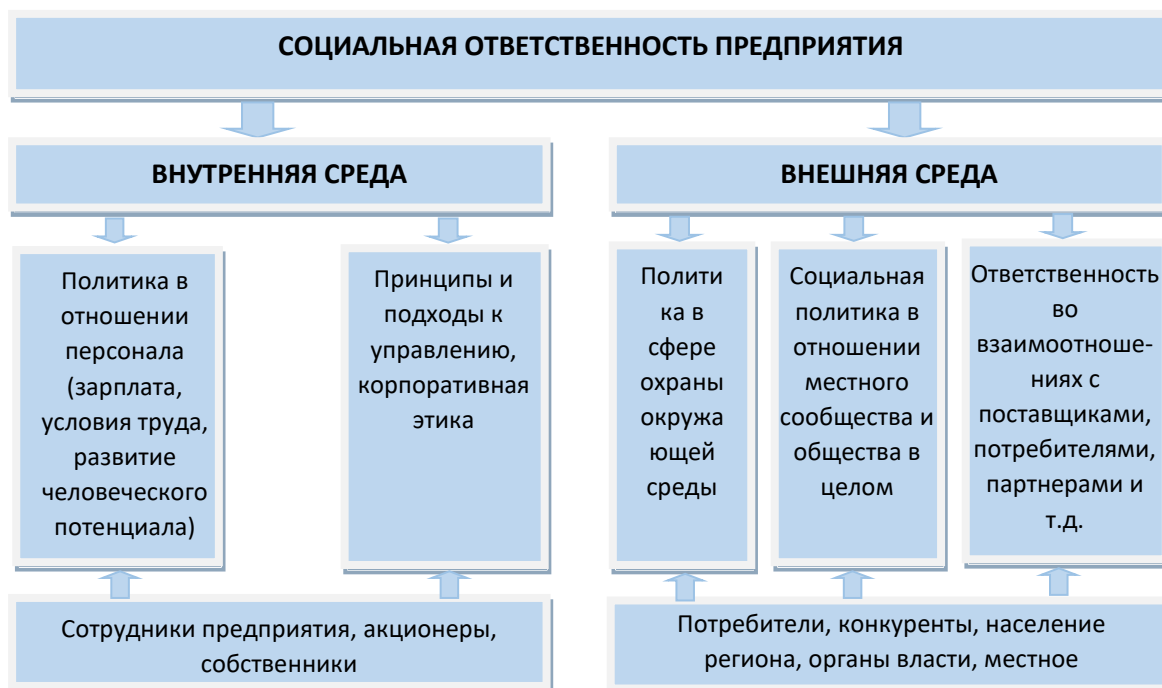 СОЦИАЛЬНАЯ ОТВЕТСТВЕННОСТЬ ПРЕДПРИЯТИЯ
ВНУТРЕННЯЯ СРЕДА
ВНЕШНЯЯ СРЕДА
Политика в
отношении
персонала
(зарплата,
условия труда,
развитие
человеческого
потенциала)
Принципы и
подходы к
управлению,
корпоративная
этика
Полити
ка в
сфере
охраны
окружа
ющей
среды
Социальная
политика в
отношении
местного
сообщества и
общества в
целом
Ответственность
во
взаимоотноше-
ниях с
поставщиками,
потребителями,
партнерами и
т.д.
Сотрудники предприятия, акционеры,
собственники
Потребители, конкуренты, население
региона, органы власти, местное